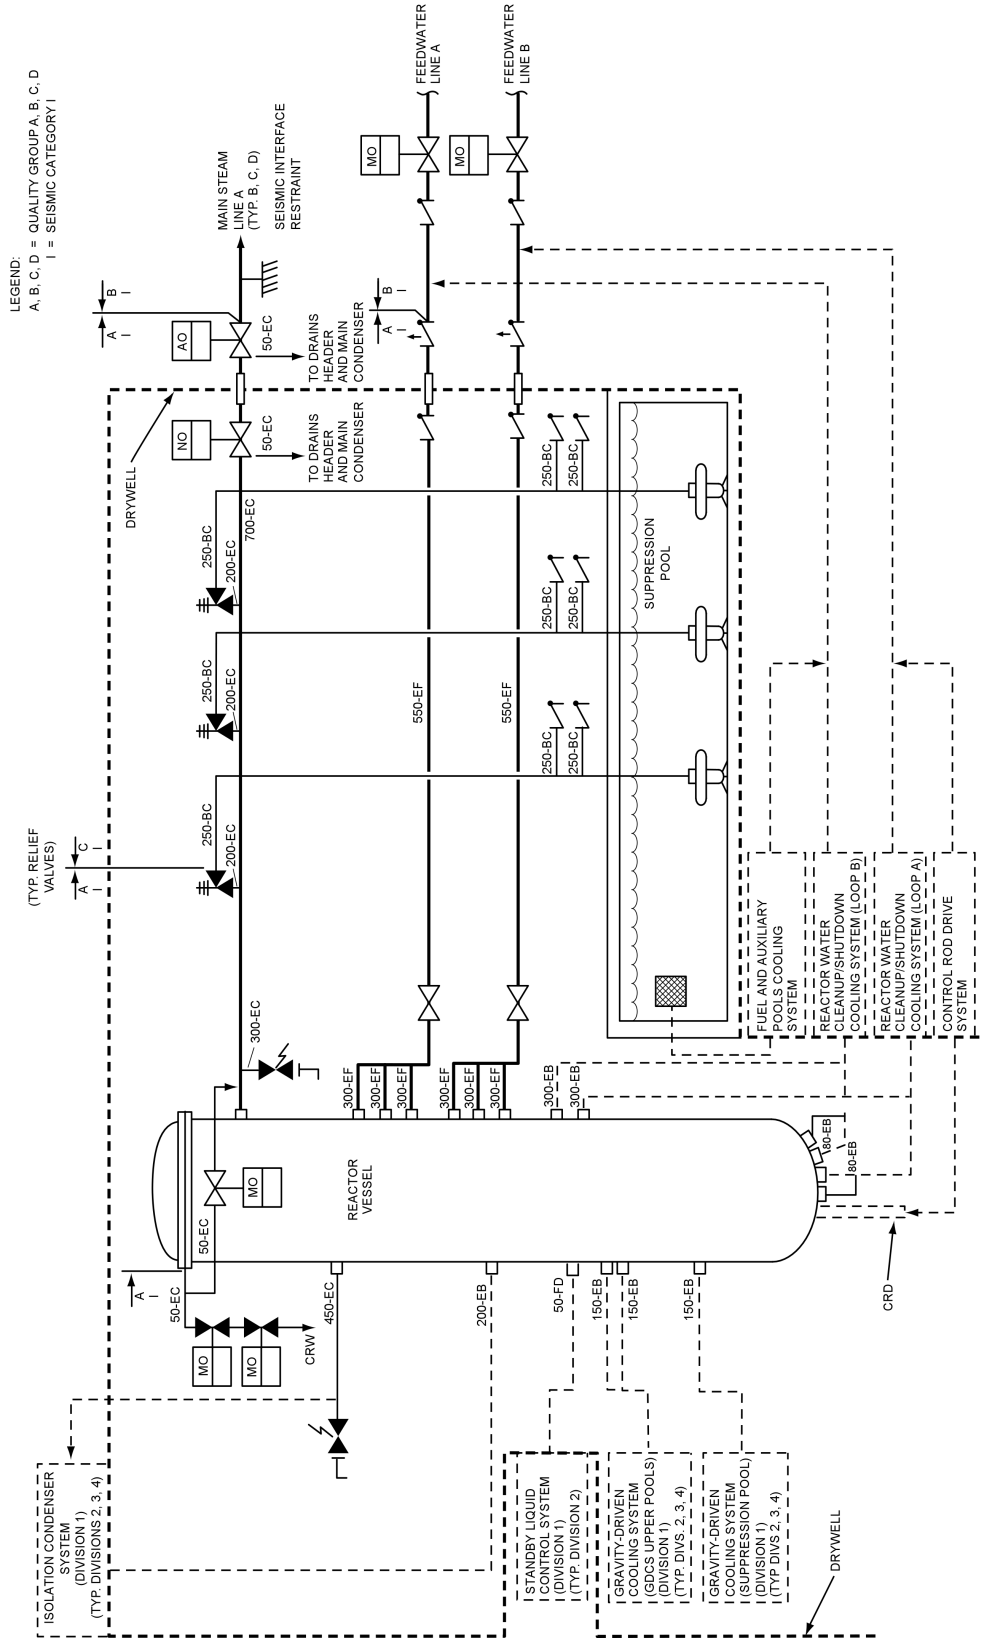 LEGEND:
A, B, C, D = QUALITY GROUP A, B, C, D
I = SEISMIC CATEGORY I
(TYP. RELIEF
VALVES)
A
I
C
I
A
I
B
I
DRYWELL
ISOLATION CONDENSER
SYSTEM
(DIVISION 1)
(TYP. DIVISIONS 2, 3, 4)
A
I
50-EC
50-EC
MO
MO
MO
CRW
450-EC
300-EC
250-BC
200-EC
250-BC
200-EC
250-BC
200-EC
700-EC
NO
50-EC
TO DRAINS
HEADER
AND MAIN
CONDENSER
AO
50-EC
TO DRAINS
HEADER
AND MAIN
CONDENSER
MAIN STEAM
LINE A
(TYP. B, C, D)
SEISMIC INTERFACE
RESTRAINT
REACTOR
VESSEL
300-EF
300-EF
300-EF
300-EF
300-EF
300-EF
550-EF
550-EF
A
I
B
I
MO
MO
FEEDWATER
LINE A
FEEDWATER
LINE B
200-EB
50-FD
150-EB
150-EB
150-EB
300-EB
300-EB
80-EB
80-EB
250-BC
250-BC
250-BC
250-BC
250-BC
250-BC
SUPPRESSION
POOL
STANDBY LIQUID
CONTROL SYSTEM
(DIVISION 1)
(TYP. DIVISION 2)
GRAVITY-DRIVEN
COOLING SYSTEM
(GDCS UPPER POOLS)
(DIVISION 1)
(TYP. DIVS. 2, 3, 4)
GRAVITY-DRIVEN
COOLING SYSTEM
(SUPPRESSION POOL)
(DIVISION 1)
(TYP DIVS 2, 3, 4)
FUEL AND AUXILIARY
POOLS COOLING
SYSTEM
REACTOR WATER
CLEANUP/SHUTDOWN
COOLING SYSTEM (LOOP B)
REACTOR WATER
CLEANUP/SHUTDOWN
COOLING SYSTEM (LOOP A)
CONTROL ROD DRIVE
SYSTEM
CRD
DRYWELL